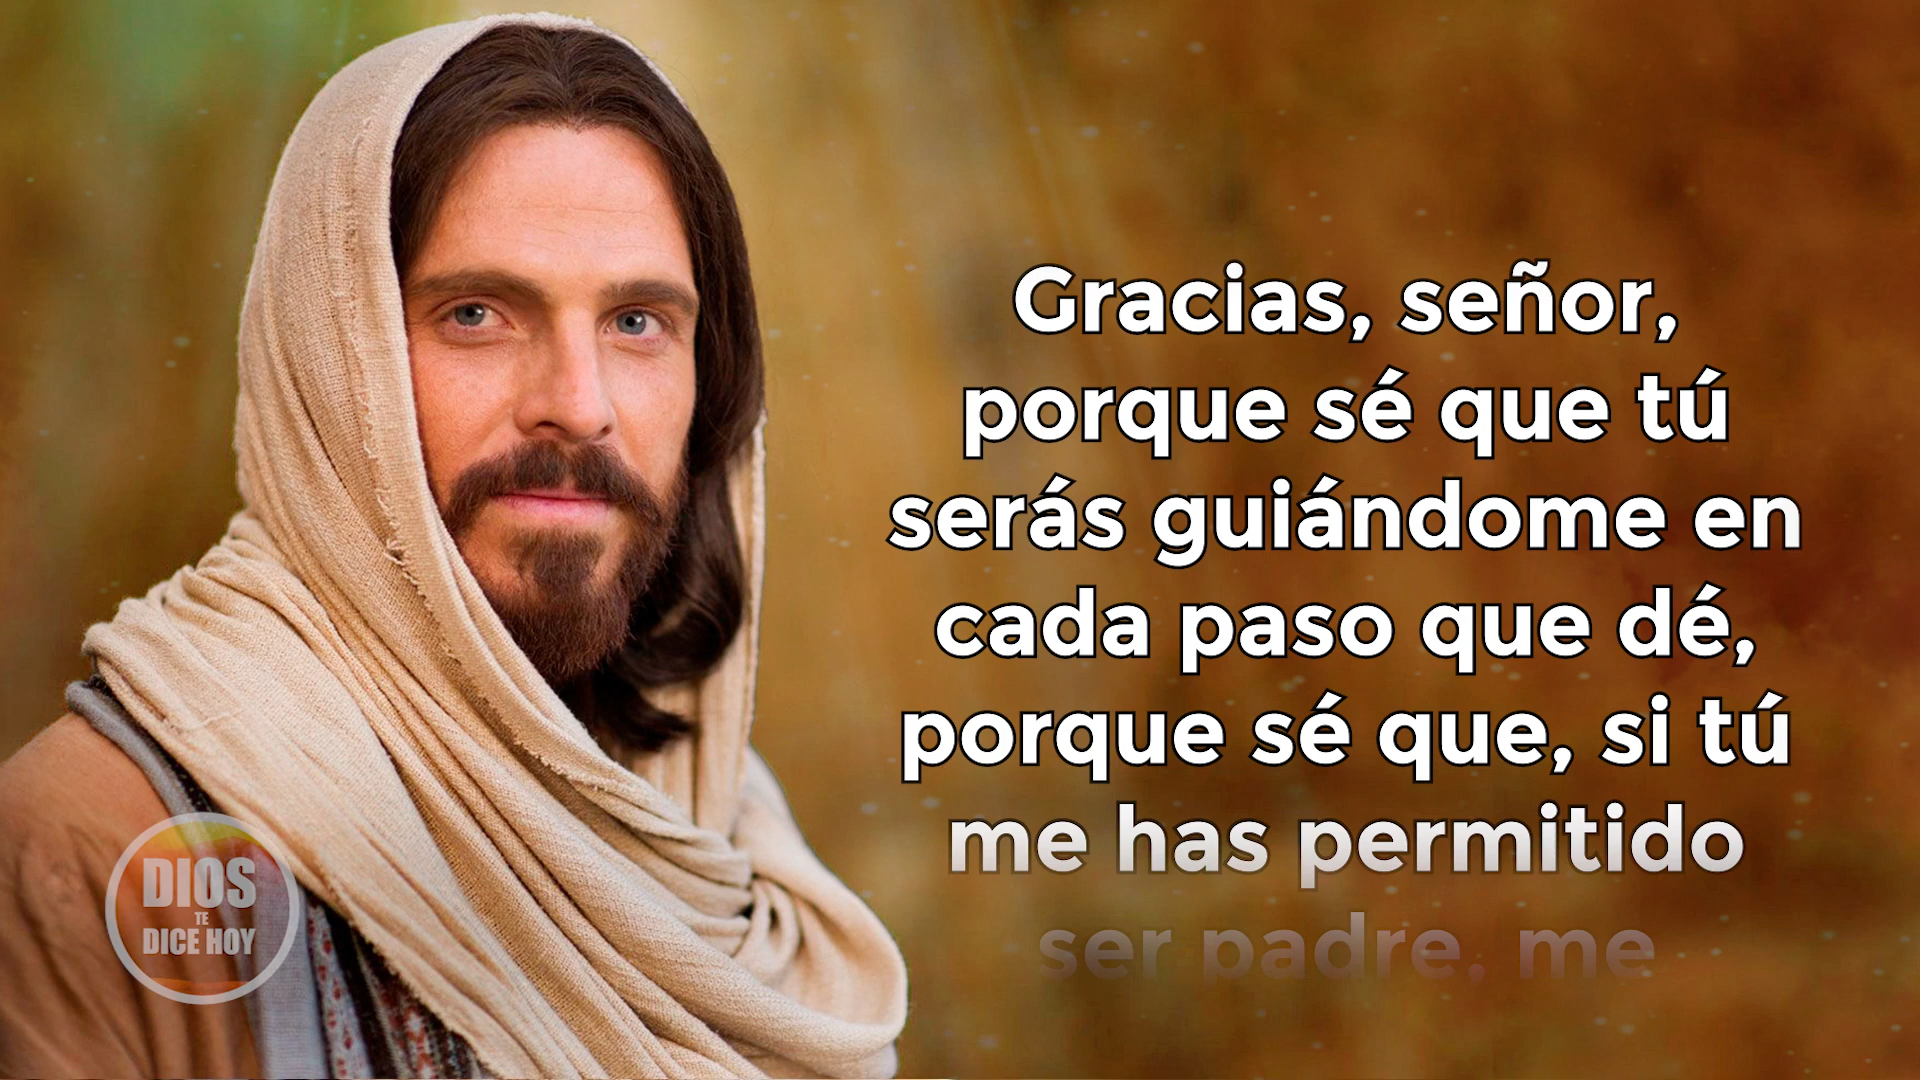 Gracias, señor,
porque sé que tú
serás guiándome en
cada paso que dé,
porque sé que, si tú
me has permitido
ser padre, me
DIOS
TE
DICE HOY